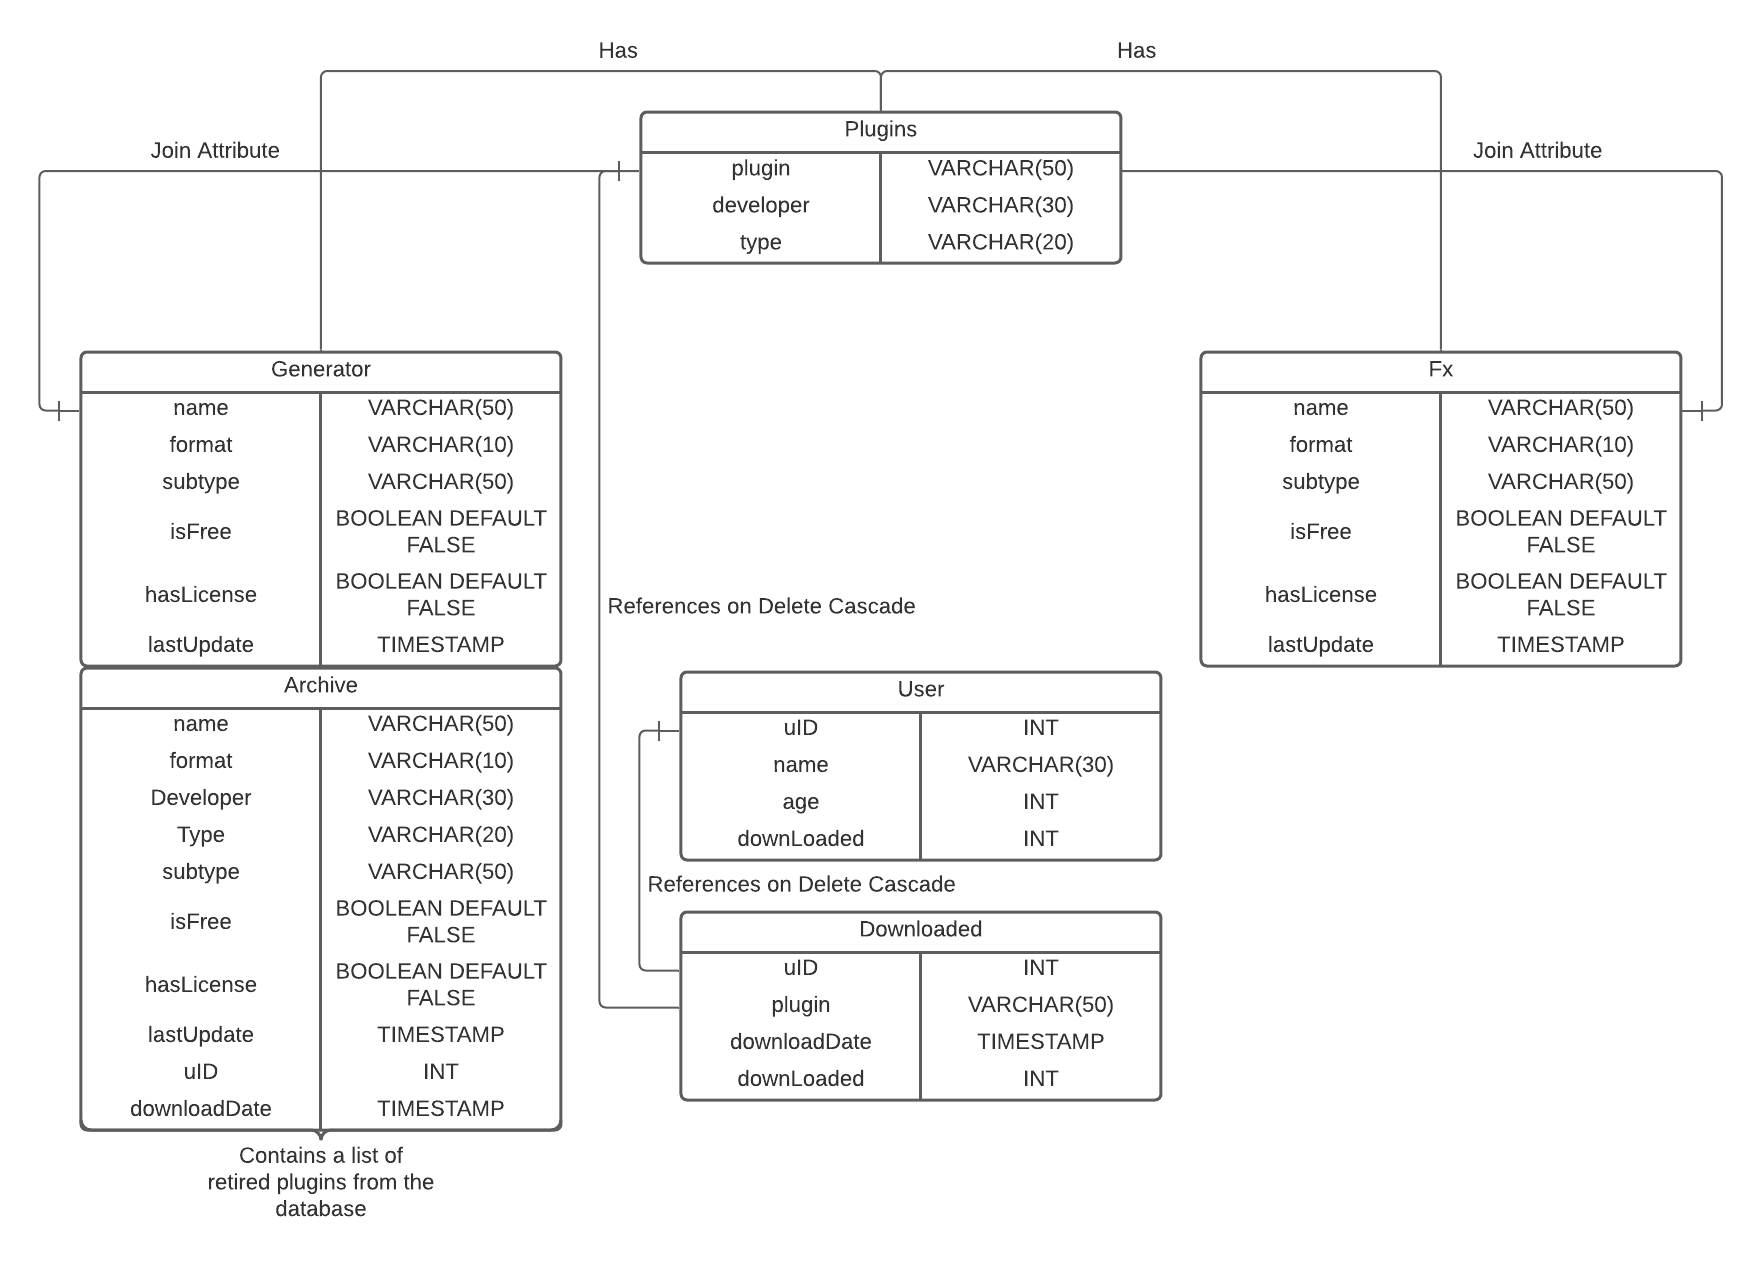 Has
Has
Join Attribute
Join Attribute
Plugins
plugin VARCHAR(50)
developer VARCHAR(30)
type VARCHAR(20)
Generator
name VARCHAR(50)
format VARCHAR(10)
subtype VARCHAR(50)
isFree BOOLEAN DEFAULT
FALSE
hasLicense BOOLEAN DEFAULT
FALSE
lastUpdate TIMESTAMP
Fx
name VARCHAR(50)
format VARCHAR(10)
subtype VARCHAR(50)
isFree BOOLEAN DEFAULT
FALSE
hasLicense BOOLEAN DEFAULT
FALSE
lastUpdate TIMESTAMP
References on Delete Cascade
Archive
name VARCHAR(50)
format VARCHAR(10)
Developer VARCHAR(30)
Type VARCHAR(20)
subtype VARCHAR(50)
isFree BOOLEAN DEFAULT
FALSE
hasLicense BOOLEAN DEFAULT
FALSE
lastUpdate TIMESTAMP
uID INT
downloadDate TIMESTAMP
Contains a list of
retired plugins from the
database
User
uID INT
name VARCHAR(30)
age INT
downLoaded INT
References on Delete Cascade
Downloaded
uID INT
plugin VARCHAR(50)
downloadDate TIMESTAMP
downLoaded INT